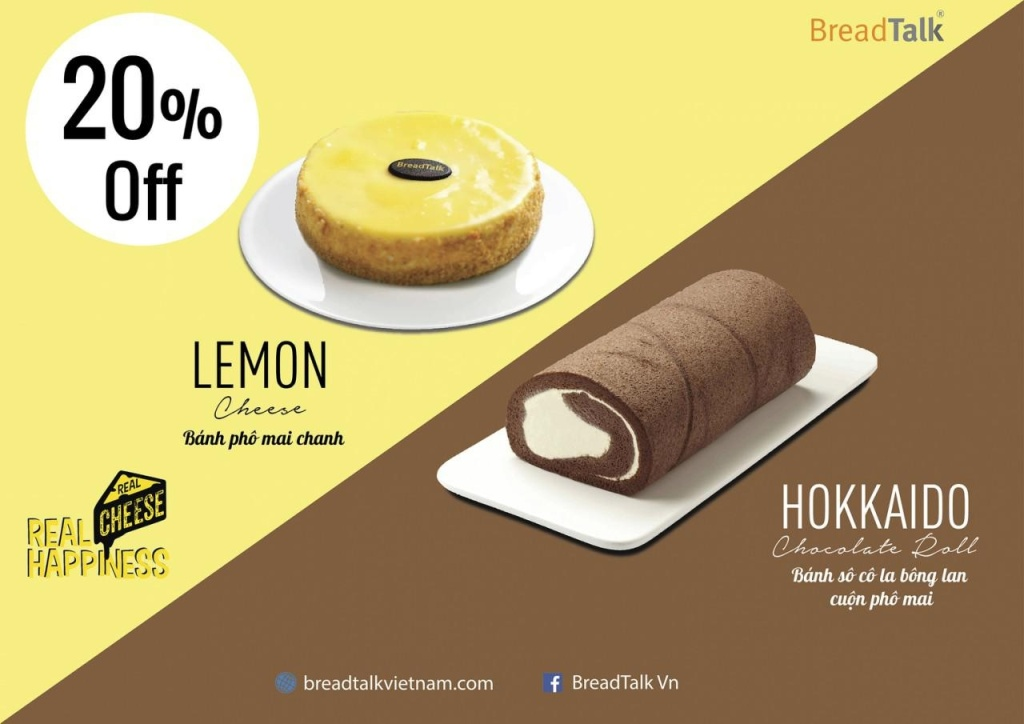 BreadTalk®
20%
Off
BreadTalk
LEMON
Cheese
Bánh phô mai chanh
REAL
CHEESE
REAL
HAPPINESS
HOKKAIDO
Chocolate Roll
Bánh sô cô la bông lan
cuộn phô mai
breadtalkvietnam.com
BreadTalk Vn